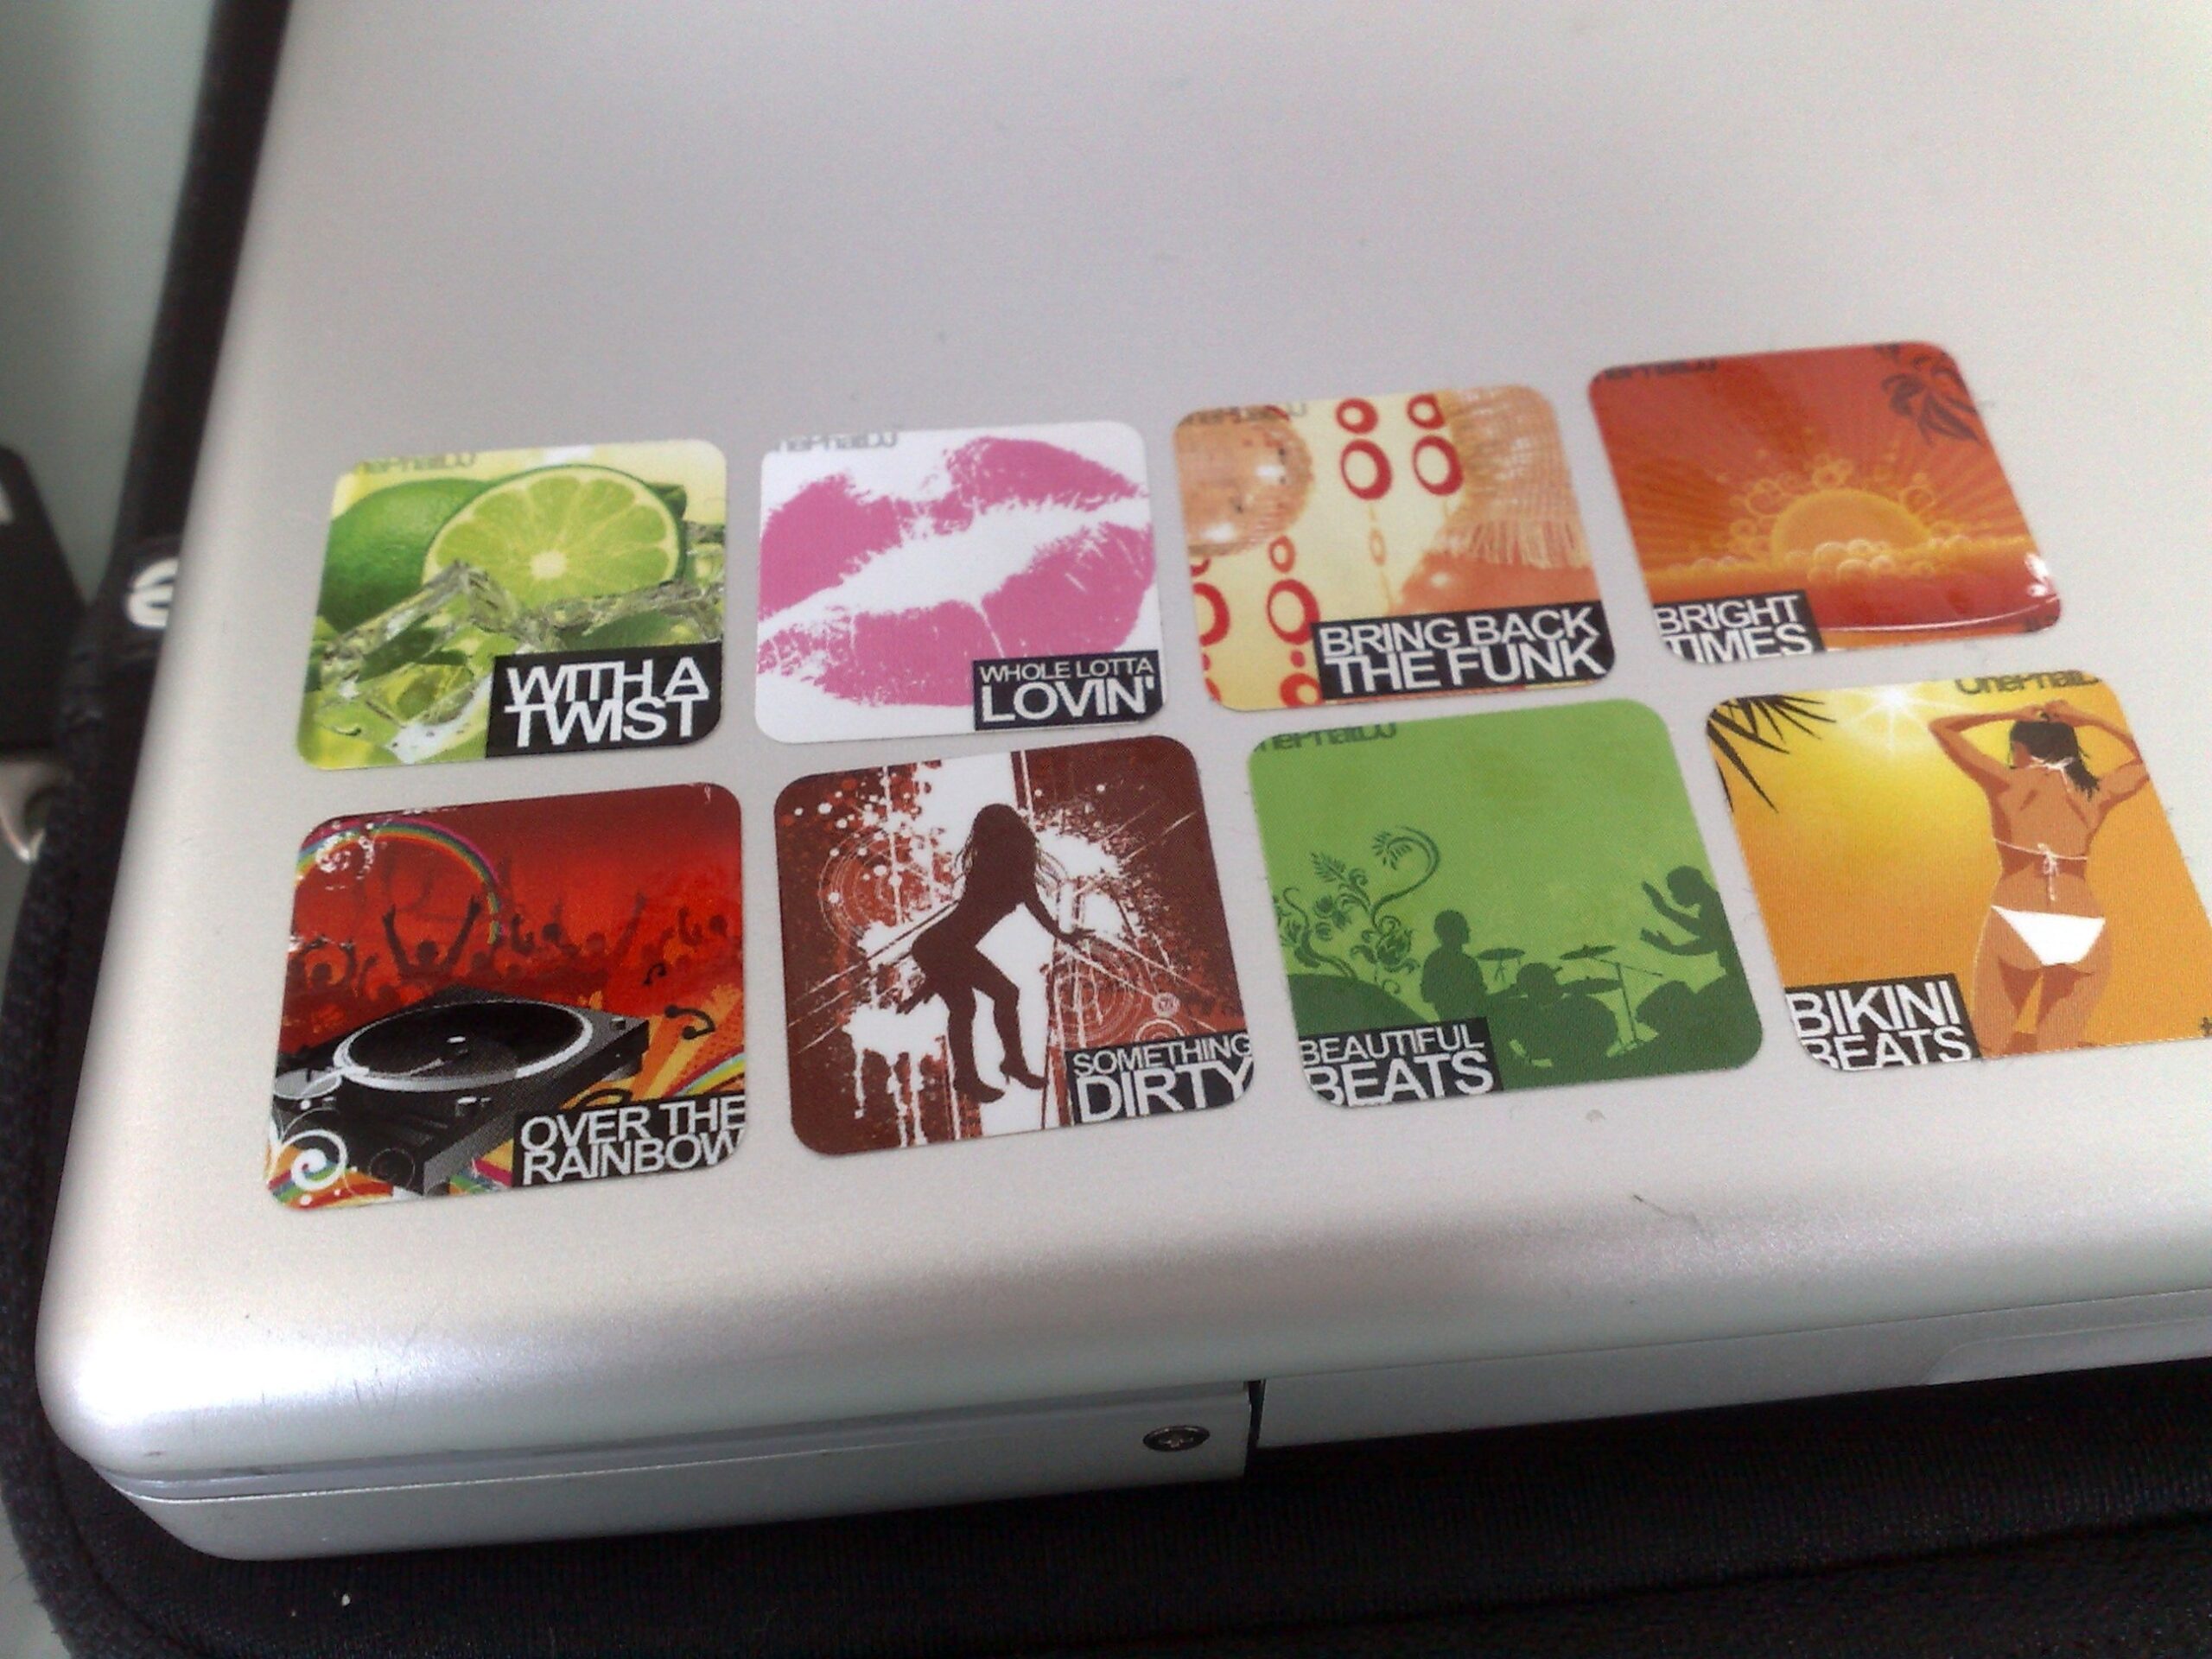 WITH A
TWIST
WHOLE LOTTA
LOVIN'
BRING BACK
THE FUNK
BRIGHT
TIMES
OVER THE
RAINBOW
SOMETHING
DIRTY
BEAUTIFUL
BEATS
BIKINI
BEATS